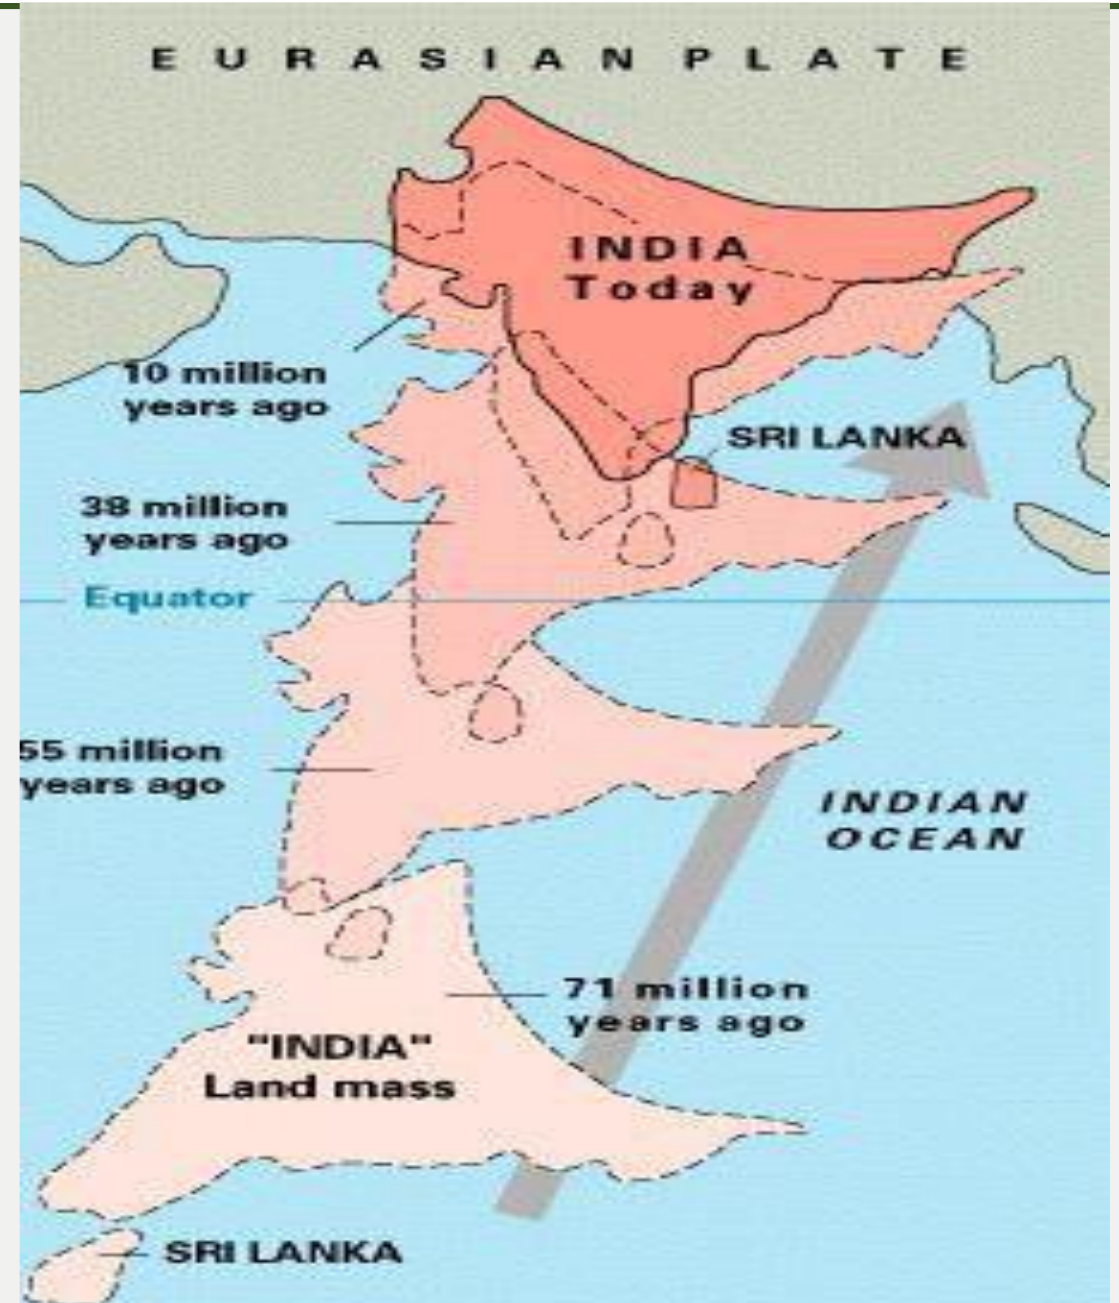 EURASIAN PLATE
INDIA
Today
10 million
years ago
SRI LANKA
38 million
years ago
Equator
55 million
years ago
INDIAN
OCEAN
71 million
years ago
"INDIA"
Land mass
SRI LANKA